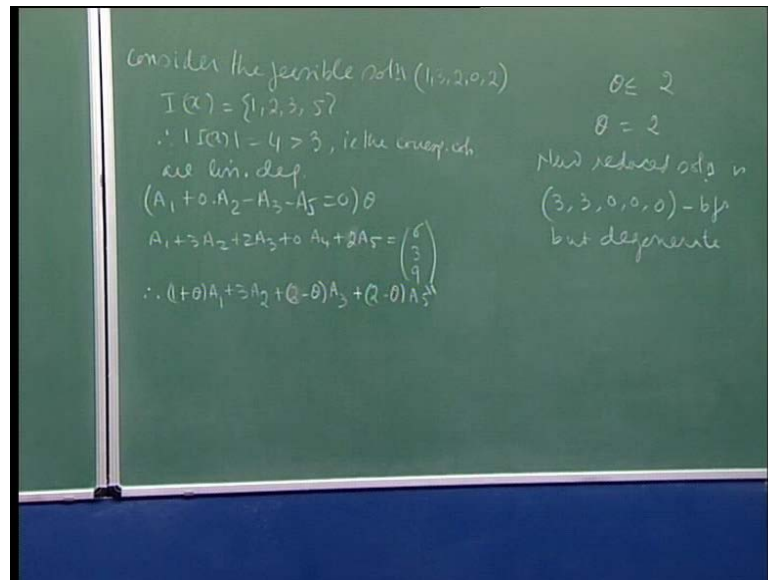 Consider the feasible soln (1,3,2,0,2)
I(x) = {1,2,3,5}
∴ |I(x)| = 4 > 3, ie the corresp. cols
are lin. dep.
(A₁+0.A₂-A₃-A₅=0)θ
A₁+3A₂+2A₃+0A₄+2A₅=(6 3 9)
∴ (1+θ)A₁+3A₂+(2-θ)A₃+(2-θ)A₅"
θ≤ 2
θ = 2
New reduced soln is
(3,3,0,0,0) - bfs
but degenerate